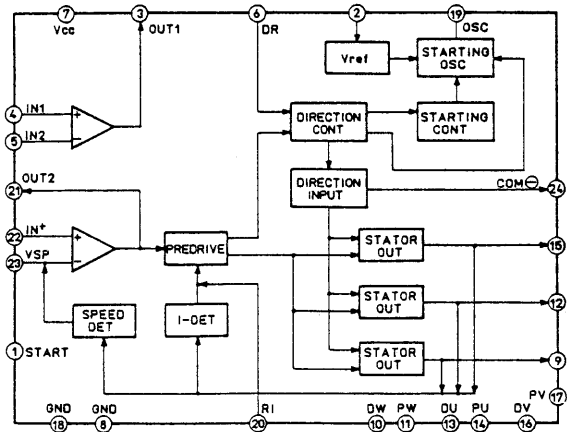 7 3 6 2 19
Vcc OUT1 DR OSC
Vref
STARTING
OSC
4 IN1
+
5 IN2
−
DIRECTION
CONT
STARTING
CONT
21 OUT2
DIRECTION
INPUT
COM⊖ 24
22 IN+
+
23 VSP
−
PREDRIVE
STATOR
OUT
15
STATOR
OUT
12
SPEED
DET
I-DET
1 START
STATOR
OUT
9
PV 17
GND GND RI DW PW DU PU DV
18 8 20 10 11 13 14 16